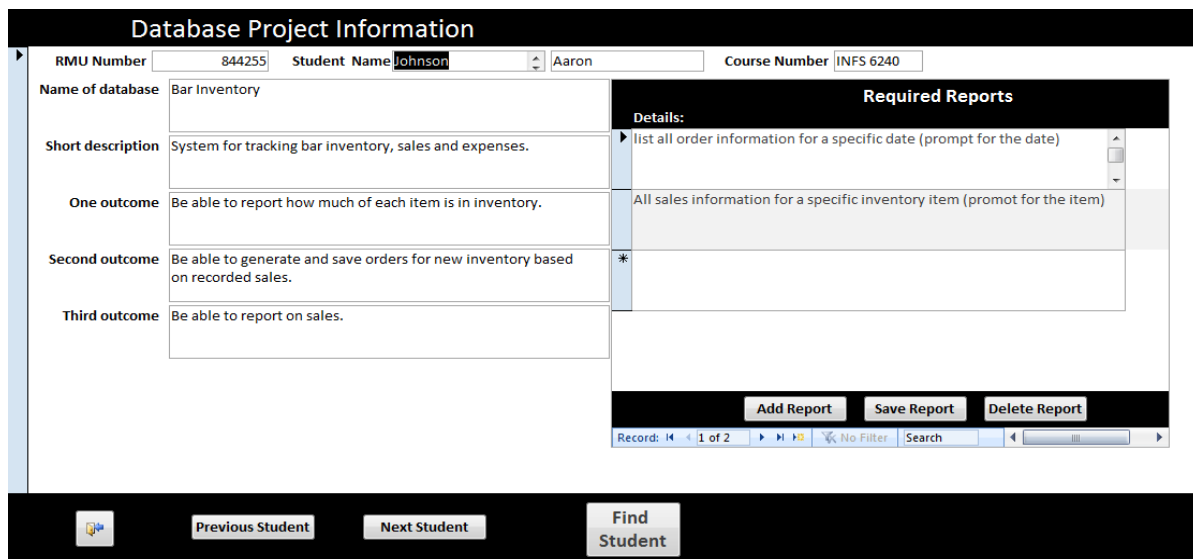 Database Project Information
RMU Number 844255 Student Name Johnson Aaron Course Number INFS 6240
Name of database Bar Inventory
Required Reports
Details:
list all order information for a specific date (prompt for the date)
Short description System for tracking bar inventory, sales and expenses.
All sales information for a specific inventory item (promot for the item)
One outcome Be able to report how much of each item is in inventory.
Second outcome Be able to generate and save orders for new inventory based
on recorded sales.
Third outcome Be able to report on sales.
Add Report Save Report Delete Report
Record: 1 of 2 No Filter Search
Previous Student Next Student Find
Student